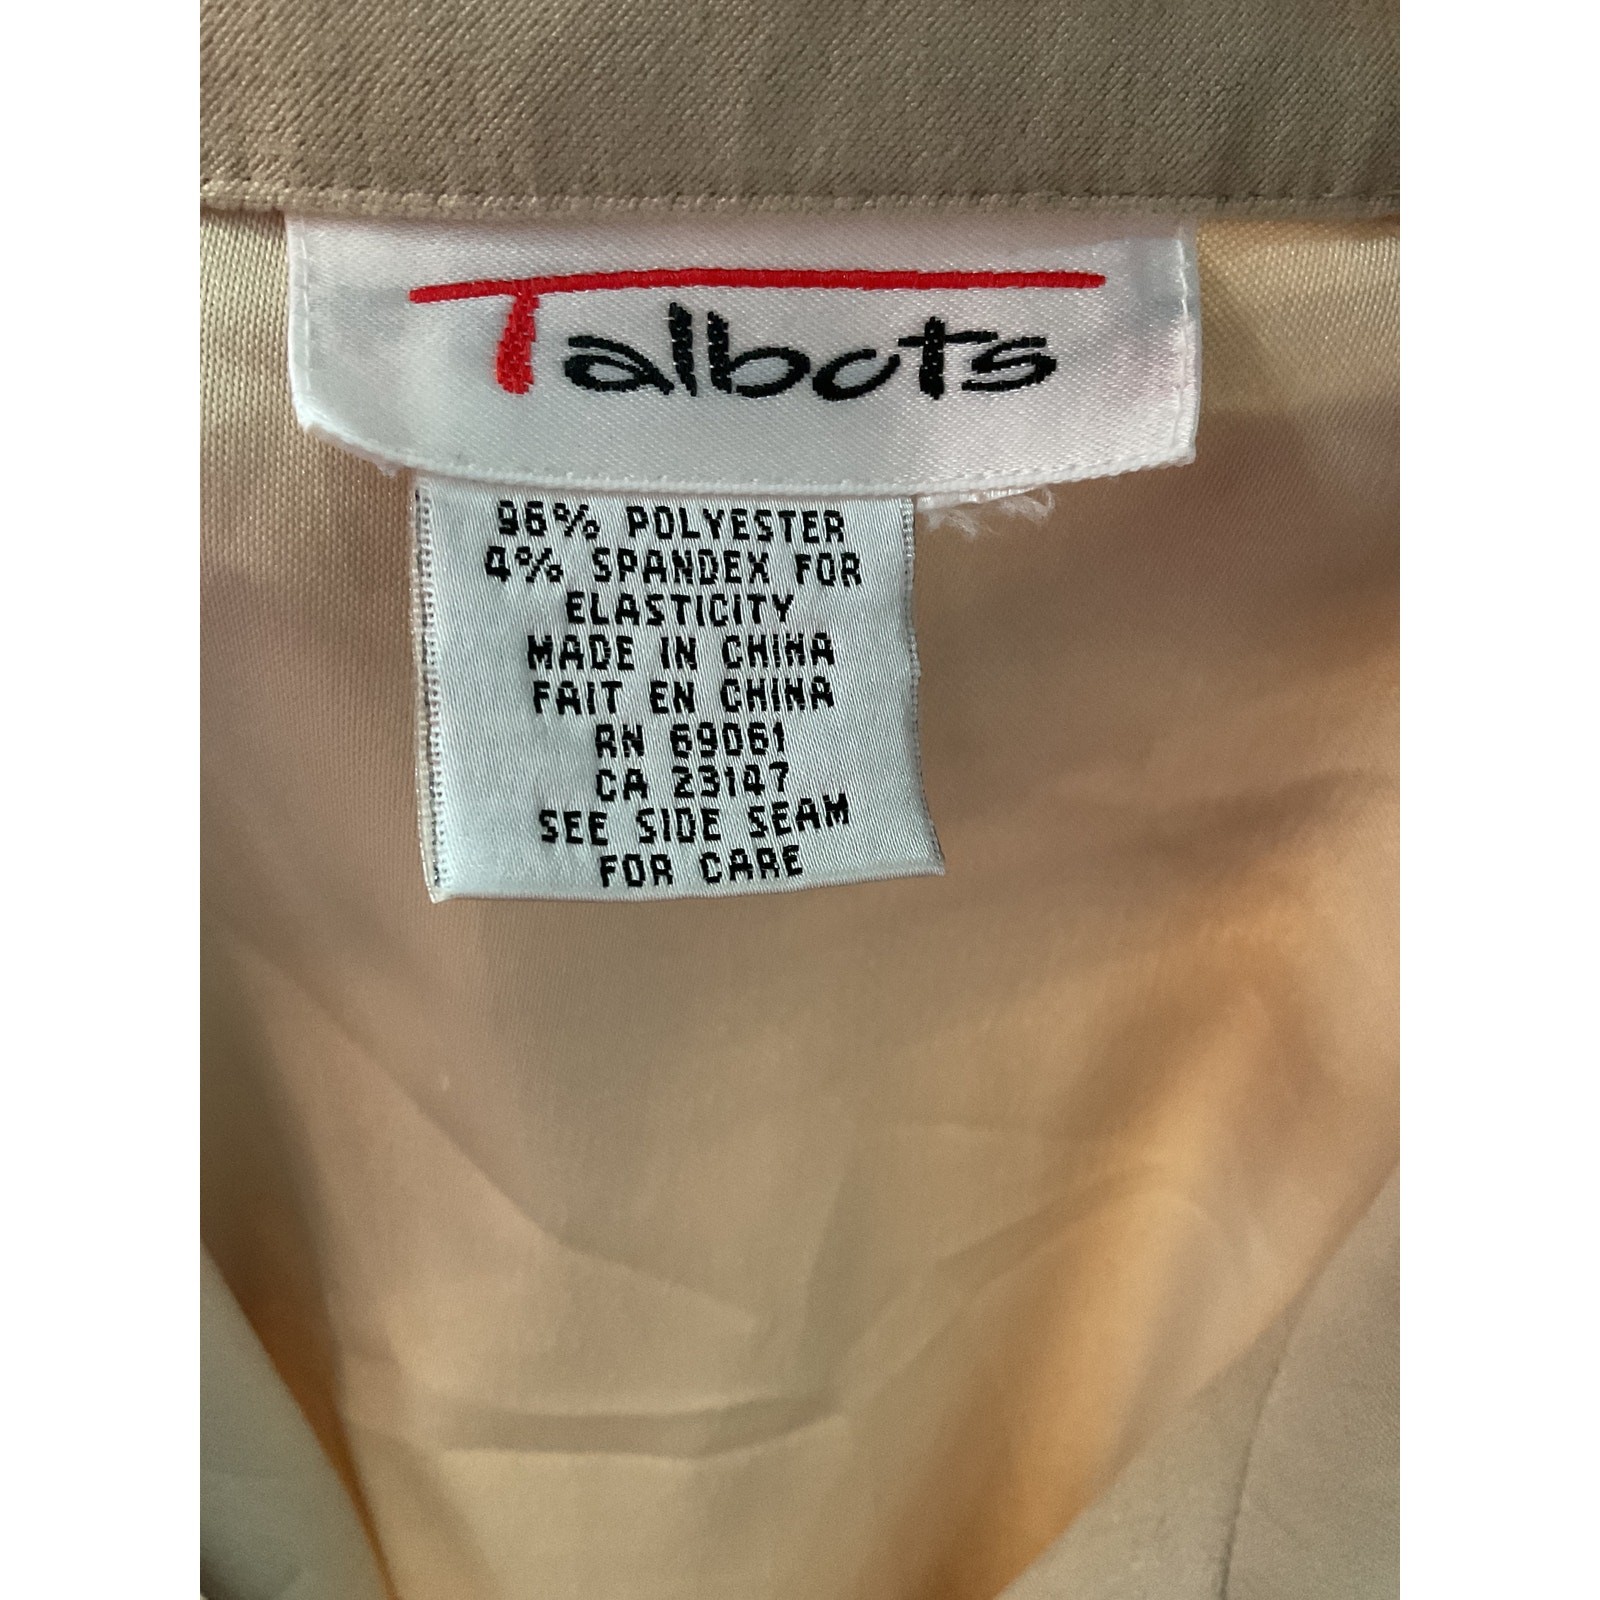 Talbots
96% POLYESTER
4% SPANDEX FOR
ELASTICITY
MADE IN CHINA
FAIT EN CHINA
RN 69061
CA 23147
SEE SIDE SEAM
FOR CARE